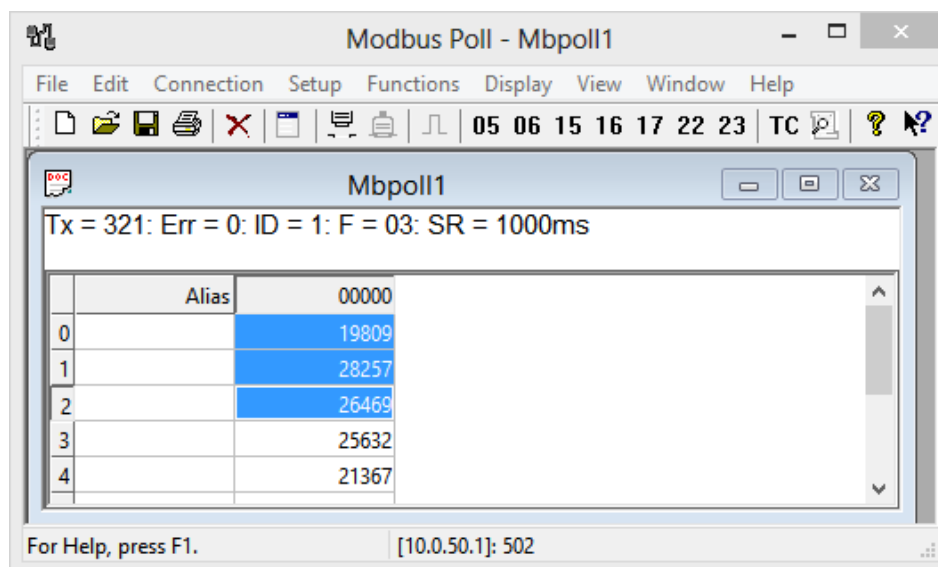 Modbus Poll - Mbpoll1
File Edit Connection Setup Functions Display View Window Help
05 06 15 16 17 22 23 TC
DOC Mbpoll1
Tx = 321: Err = 0: ID = 1: F = 03: SR = 1000ms
Alias 00000
0 19809
1 28257
2 26469
3 25632
4 21367
For Help, press F1. [10.0.50.1]: 502